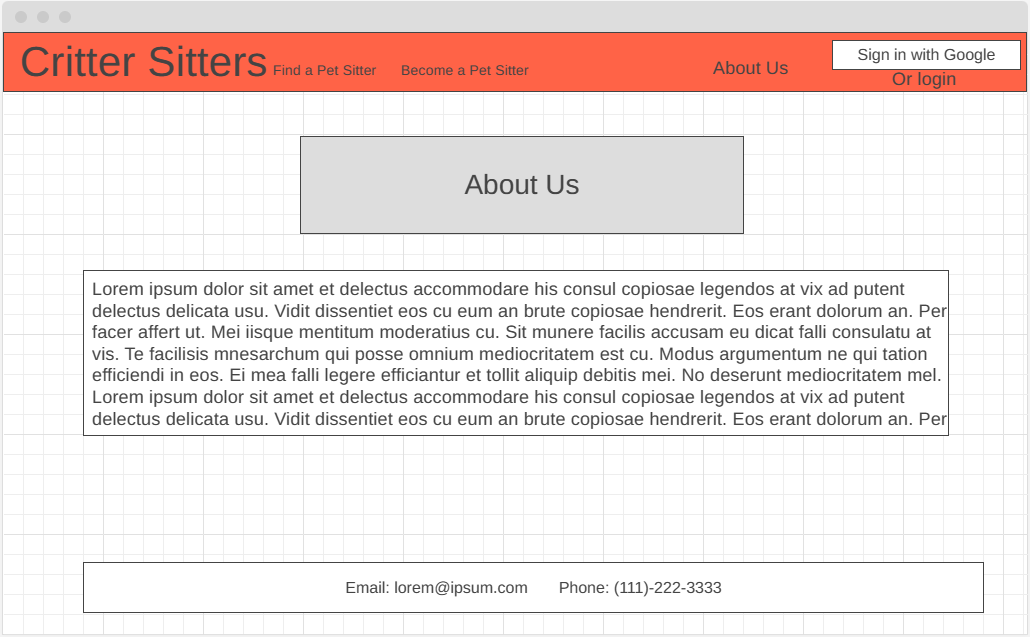 Critter Sitters Find a Pet Sitter Become a Pet Sitter About Us Sign in with Google
Or login
About Us
Lorem ipsum dolor sit amet et delectus accommodare his consul copiosae legendos at vix ad putent
delectus delicata usu. Vidit dissentiet eos cu eum an brute copiosae hendrerit. Eos erant dolorum an. Per
facer affert ut. Mei iisque mentitum moderatius cu. Sit munere facilis accusam eu dicat falli consulatu at
vis. Te facilisis mnesarchum qui posse omnium mediocritatem est cu. Modus argumentum ne qui tation
efficiendi in eos. Ei mea falli legere efficiantur et tollit aliquip debitis mei. No deserunt mediocritatem mel.
Lorem ipsum dolor sit amet et delectus accommodare his consul copiosae legendos at vix ad putent
delectus delicata usu. Vidit dissentiet eos cu eum an brute copiosae hendrerit. Eos erant dolorum an. Per
Email: lorem@ipsum.com Phone: (111)-222-3333